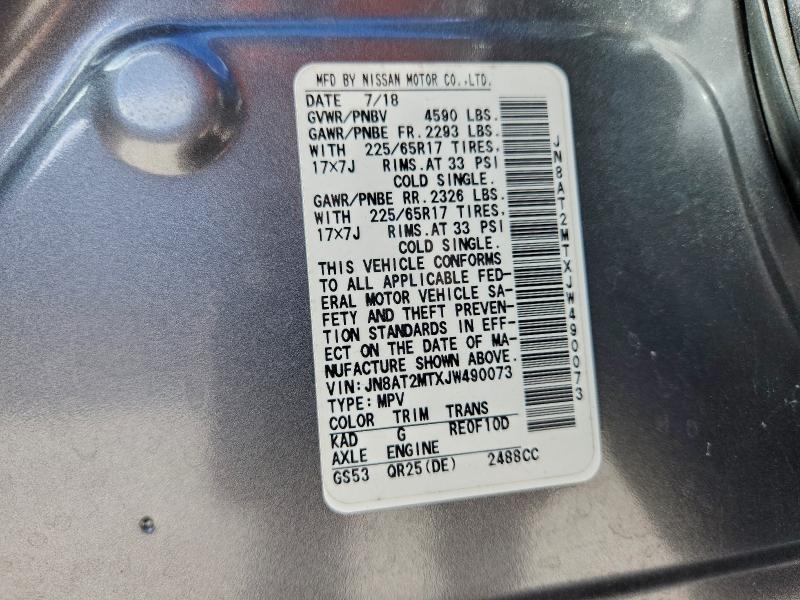 MFD BY NISSAN MOTOR CO.,LTD.
DATE 7/18
GVWR/PNBV 4590 LBS.
GAWR/PNBE FR.2293 LBS.
WITH 225/65R17 TIRES,
17×7J RIMS.AT 33 PSI
COLD SINGLE.
GAWR/PNBE RR.2326 LBS.
WITH 225/65R17 TIRES,
17×7J RIMS.AT 33 PSI
COLD SINGLE.
THIS VEHICLE CONFORMS
TO ALL APPLICABLE FED-
ERAL MOTOR VEHICLE SA-
FETY AND THEFT PREVEN-
TION STANDARDS IN EFF-
ECT ON THE DATE OF MA-
NUFACTURE SHOWN ABOVE.
VIN:JN8AT2MTXJW490073
TYPE:MPV
COLOR TRIM TRANS
KAD G RE0F10D
AXLE ENGINE
GS53 QR25(DE) 2488CC
JN8AT2MTXJW490073